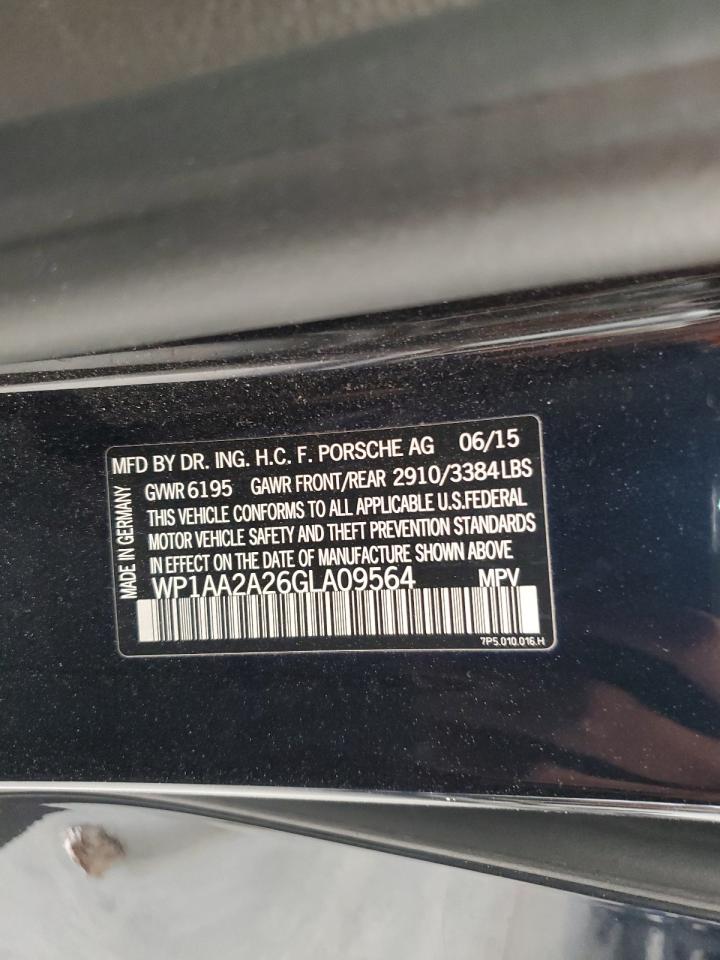 MFD BY DR. ING. H.C. F. PORSCHE AG 06/15
GVWR 6195 GAWR FRONT/REAR 2910/3384 LBS
THIS VEHICLE CONFORMS TO ALL APPLICABLE U.S.FEDERAL
MOTOR VEHICLE SAFETY AND THEFT PREVENTION STANDARDS
IN EFFECT ON THE DATE OF MANUFACTURE SHOWN ABOVE
WP1AA2A26GLA09564 MPV
7P5.010.016.H
MADE IN GERMANY